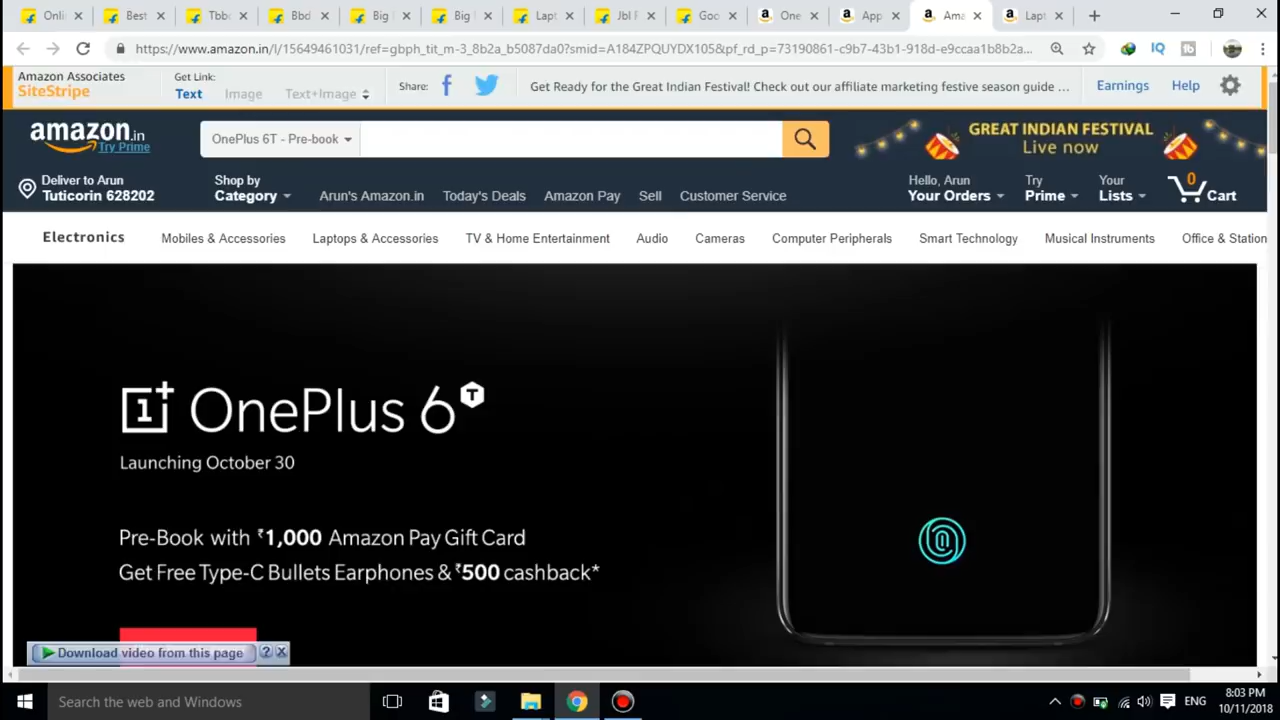 Onli
Best
Tbb
Bbd
Big
Big
Lapt
Jbl F
Goo
One
App
Ama
Lapt
https://www.amazon.in/l/15649461031/ref=gbph_tit_m-3_8b2a_b5087da0?smid=A184ZPQUYDX105&pf_rd_p=73190861-c9b7-43b1-918d-e9ccaa1b8b2a...
IQ
Amazon Associates
SiteStripe
Get Link:
Text Image Text+Image
Share:
Get Ready for the Great Indian Festival! Check out our affiliate marketing festive season guide ...
Earnings Help
amazon.in
Try Prime
OnePlus 6T - Pre-book
GREAT INDIAN FESTIVAL
Live now
Deliver to Arun
Tuticorin 628202
Shop by
Category
Arun's Amazon.in Today's Deals Amazon Pay Sell Customer Service
Hello, Arun
Your Orders
Try
Prime
Your
Lists
0
Cart
Electronics Mobiles & Accessories Laptops & Accessories TV & Home Entertainment Audio Cameras Computer Peripherals Smart Technology Musical Instruments Office & Station
OnePlus 6T
Launching October 30
Pre-Book with ₹1,000 Amazon Pay Gift Card
Get Free Type-C Bullets Earphones & ₹500 cashback*
Download video from this page ?
Search the web and Windows
ENG
8:03 PM
10/11/2018